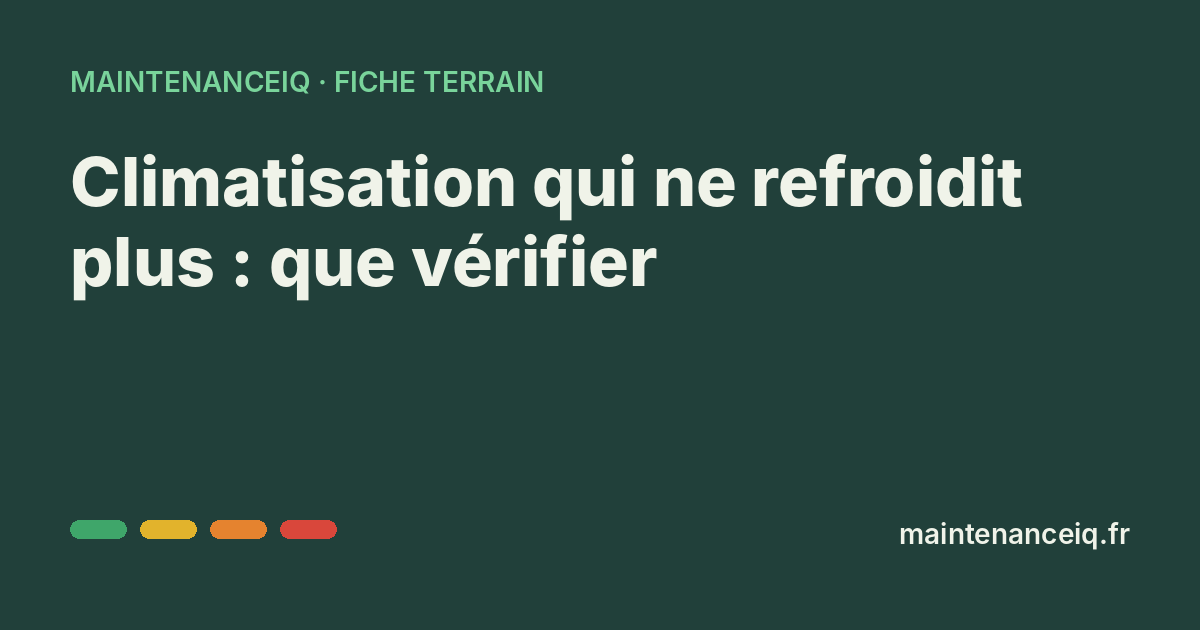 MAINTENANCEIQ · FICHE TERRAIN
Climatisation qui ne refroidit
plus : que vérifier
maintenanceiq.fr